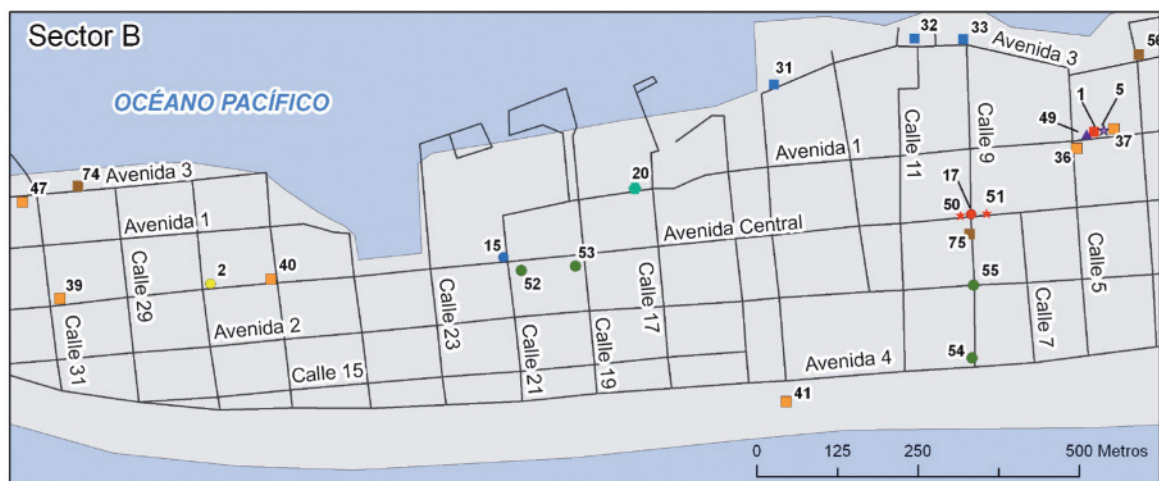 Sector B
OCÉANO PACÍFICO
32
33
Avenida 3
56
31
1
5
49
37
36
Calle 11
Calle 9
Avenida 1
20
17
50
51
47
74
Avenida 3
Avenida 1
Avenida Central
15
53
52
75
39
2
40
55
Calle 5
Calle 29
Calle 31
Avenida 2
Calle 23
Calle 21
Calle 19
Calle 17
Calle 7
Calle 15
Avenida 4
54
41
0
125
250
500 Metros